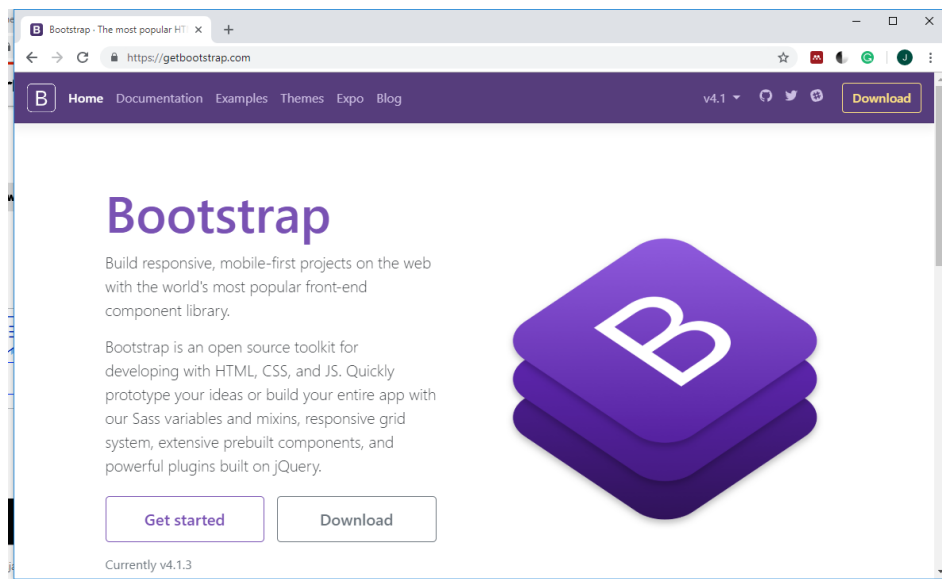 Bootstrap · The most popular HT
https://getbootstrap.com
J
B Home Documentation Examples Themes Expo Blog v4.1 Download
Bootstrap
Build responsive, mobile-first projects on the web
with the world's most popular front-end
component library.
Bootstrap is an open source toolkit for
developing with HTML, CSS, and JS. Quickly
prototype your ideas or build your entire app with
our Sass variables and mixins, responsive grid
system, extensive prebuilt components, and
powerful plugins built on jQuery.
Get started Download
Currently v4.1.3
B